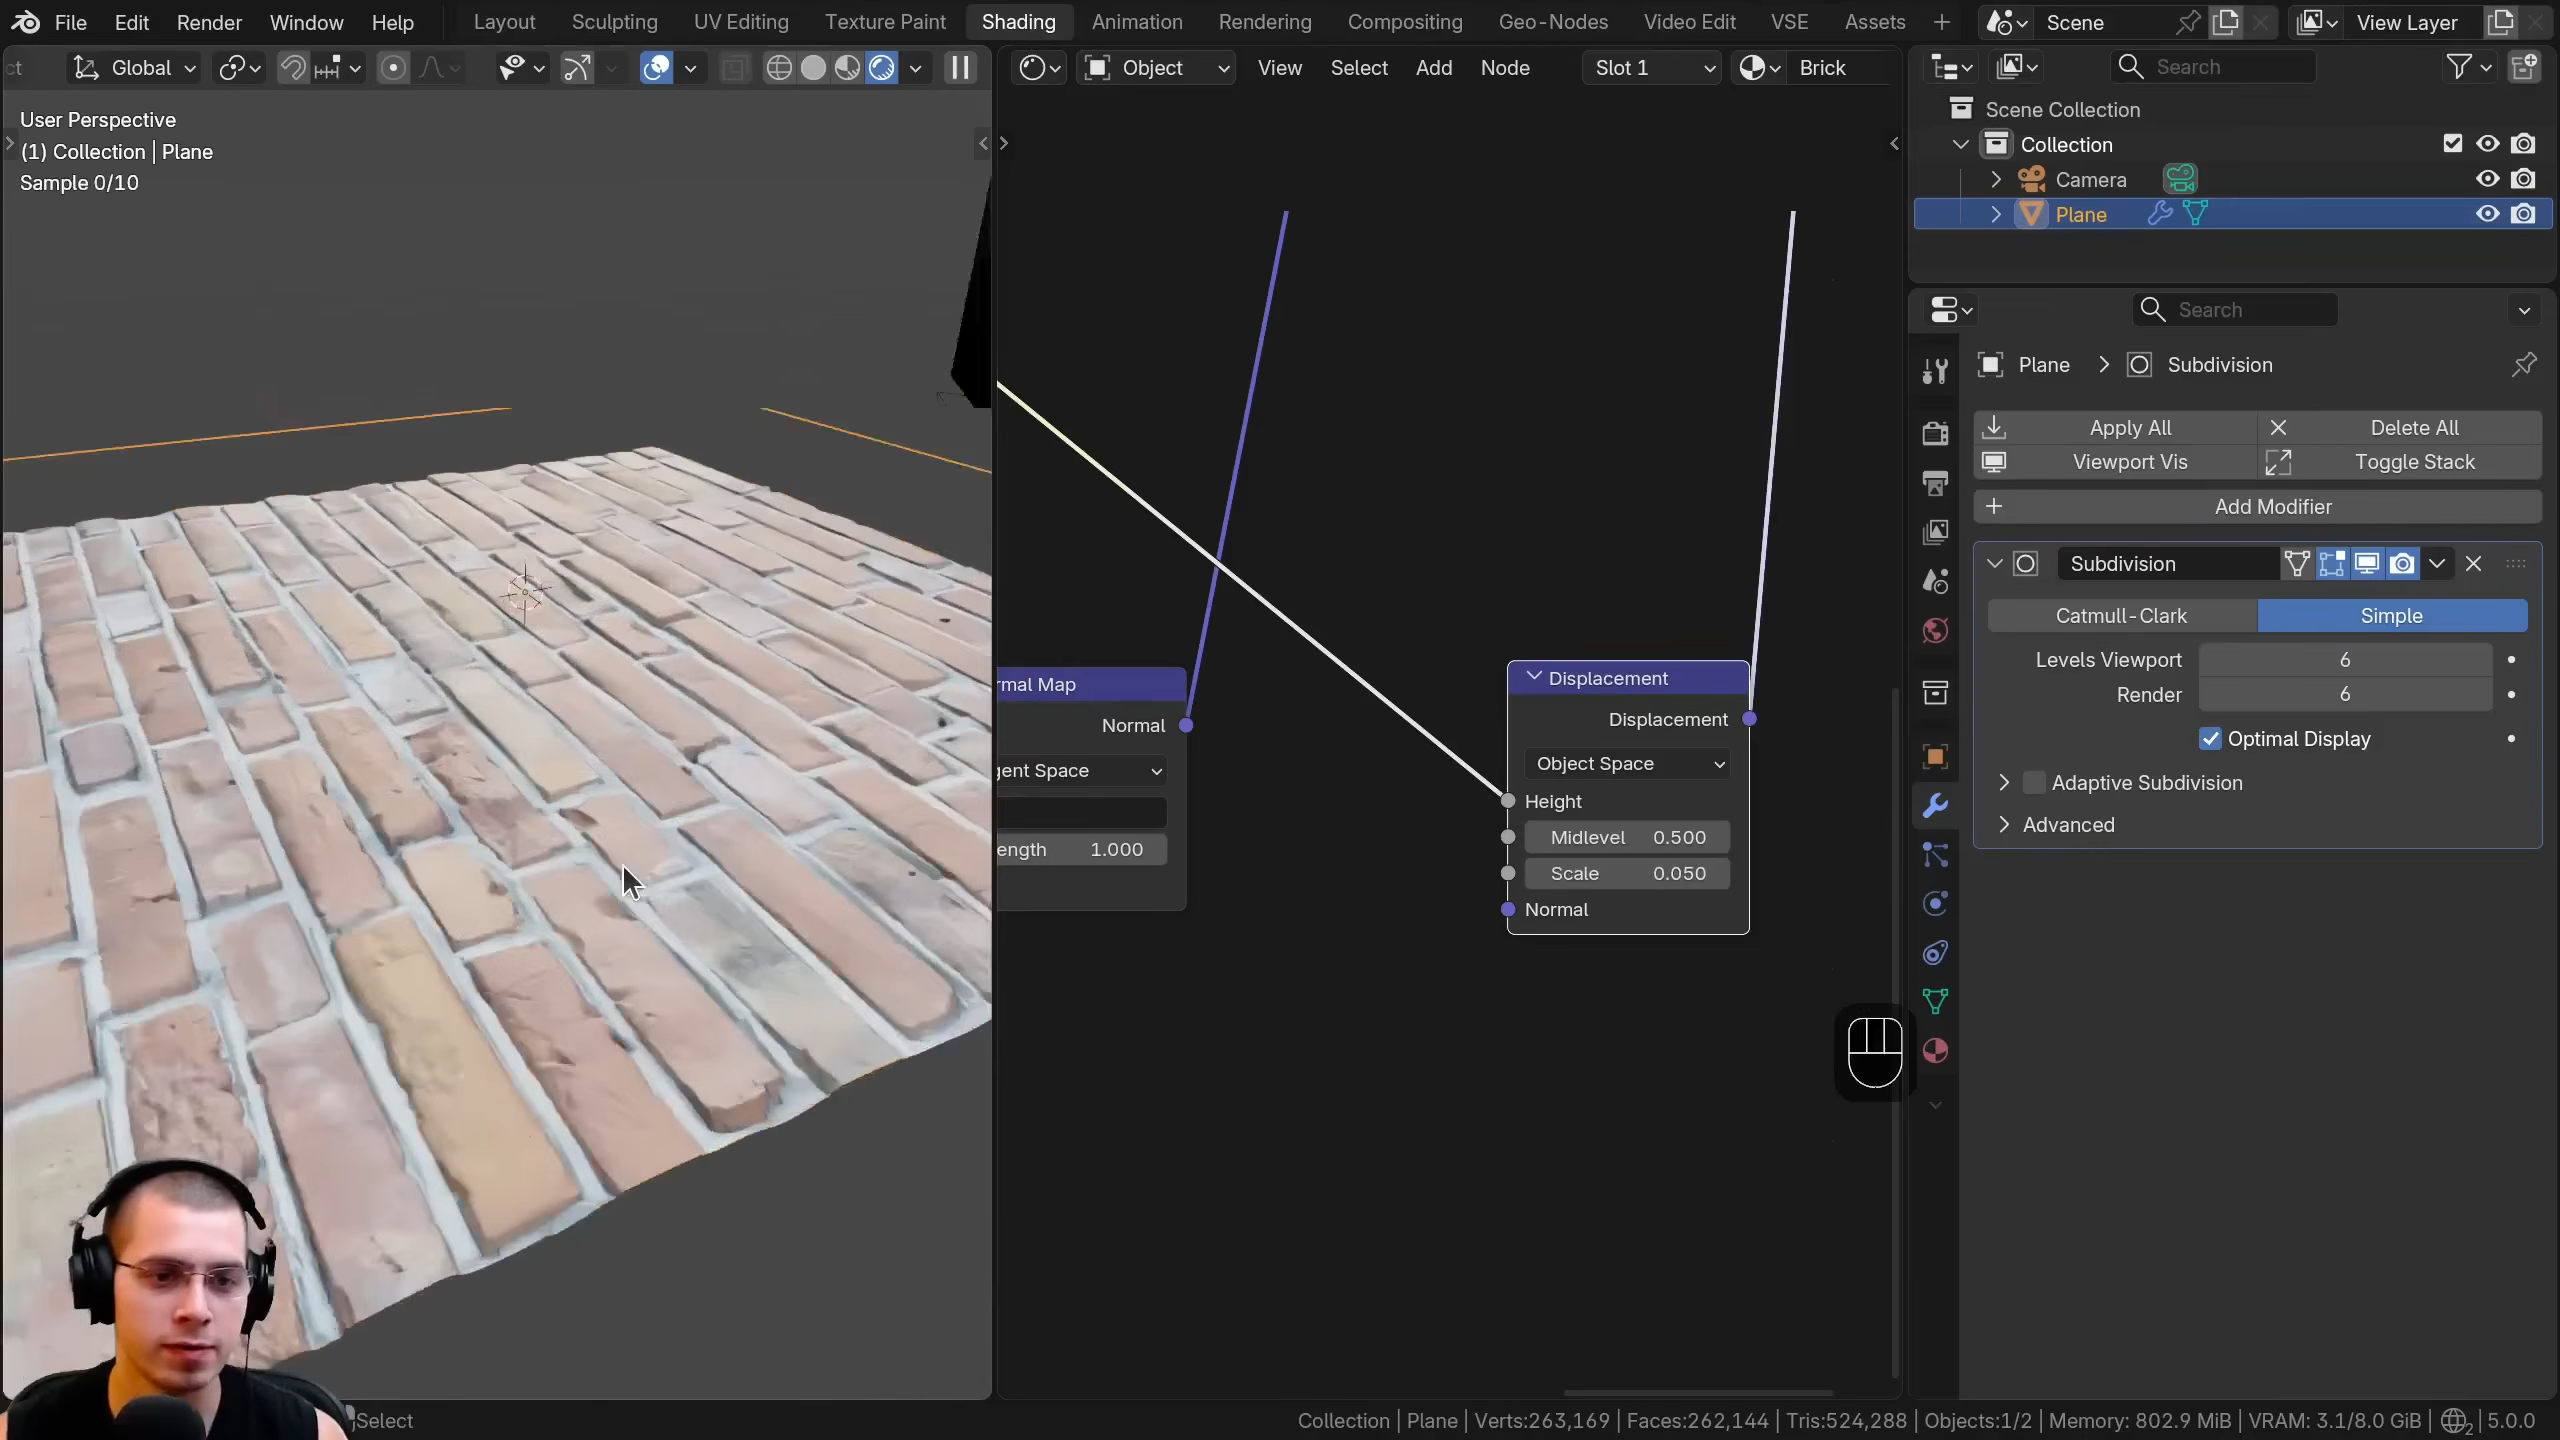 File Edit Render Window Help Layout Sculpting UV Editing Texture Paint Shading Animation Rendering Compositing Geo-Nodes Video Edit VSE Assets Scene View Layer
ct Global
Object View Select Add Node Slot 1 Brick
Search
User Perspective
(1) Collection | Plane
Sample 0/10
Scene Collection
Collection
Camera
Plane
Search
Plane > Subdivision
Apply All Delete All
Viewport Vis Toggle Stack
Add Modifier
Subdivision
Catmull-Clark Simple
Levels Viewport 6
Render 6
Optimal Display
Adaptive Subdivision
Advanced
rmal Map
Normal
gent Space
ength 1.000
Displacement
Displacement
Object Space
Height
Midlevel 0.500
Scale 0.050
Normal
Select
Collection | Plane | Verts:263,169 | Faces:262,144 | Tris:524,288 | Objects:1/2 | Memory: 802.9 MiB | VRAM: 3.1/8.0 GiB | 2 | 5.0.0